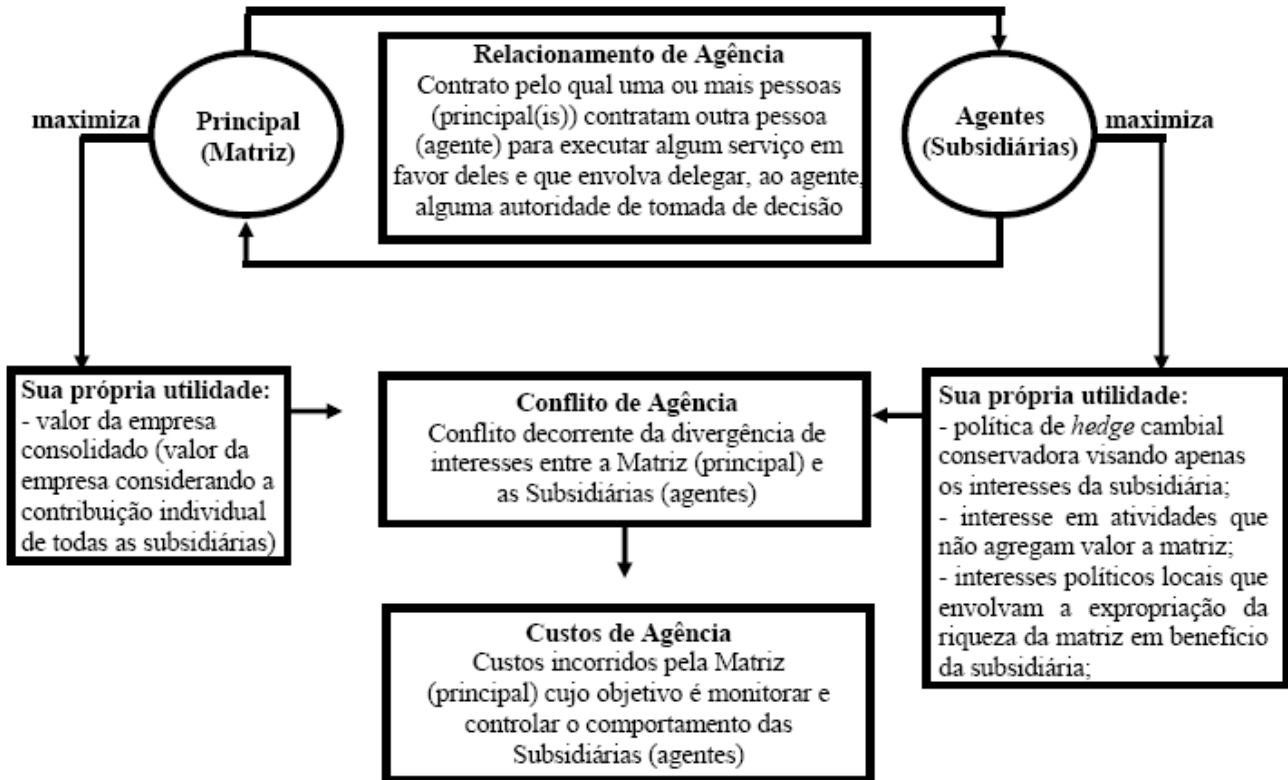 Relacionamento de Agência
Contrato pelo qual uma ou mais pessoas
(principal(is)) contratam outra pessoa
(agente) para executar algum serviço em
favor deles e que envolva delegar, ao agente,
alguma autoridade de tomada de decisão
maximiza
Principal
(Matriz)
Agentes
(Subsidiárias)
maximiza
Sua própria utilidade:
- valor da empresa
consolidado (valor da
empresa considerando a
contribuição individual
de todas as subsidiárias)
Conflito de Agência
Conflito decorrente da divergência de
interesses entre a Matriz (principal) e
as Subsidiárias (agentes)
Sua própria utilidade:
- política de hedge cambial
conservadora visando apenas
os interesses da subsidiária;
- interesse em atividades que
não agregam valor a matriz;
- interesses políticos locais que
envolvam a expropriação da
riqueza da matriz em benefício
da subsidiária;
Custos de Agência
Custos incorridos pela Matriz
(principal) cujo objetivo é monitorar e
controlar o comportamento das
Subsidiárias (agentes)